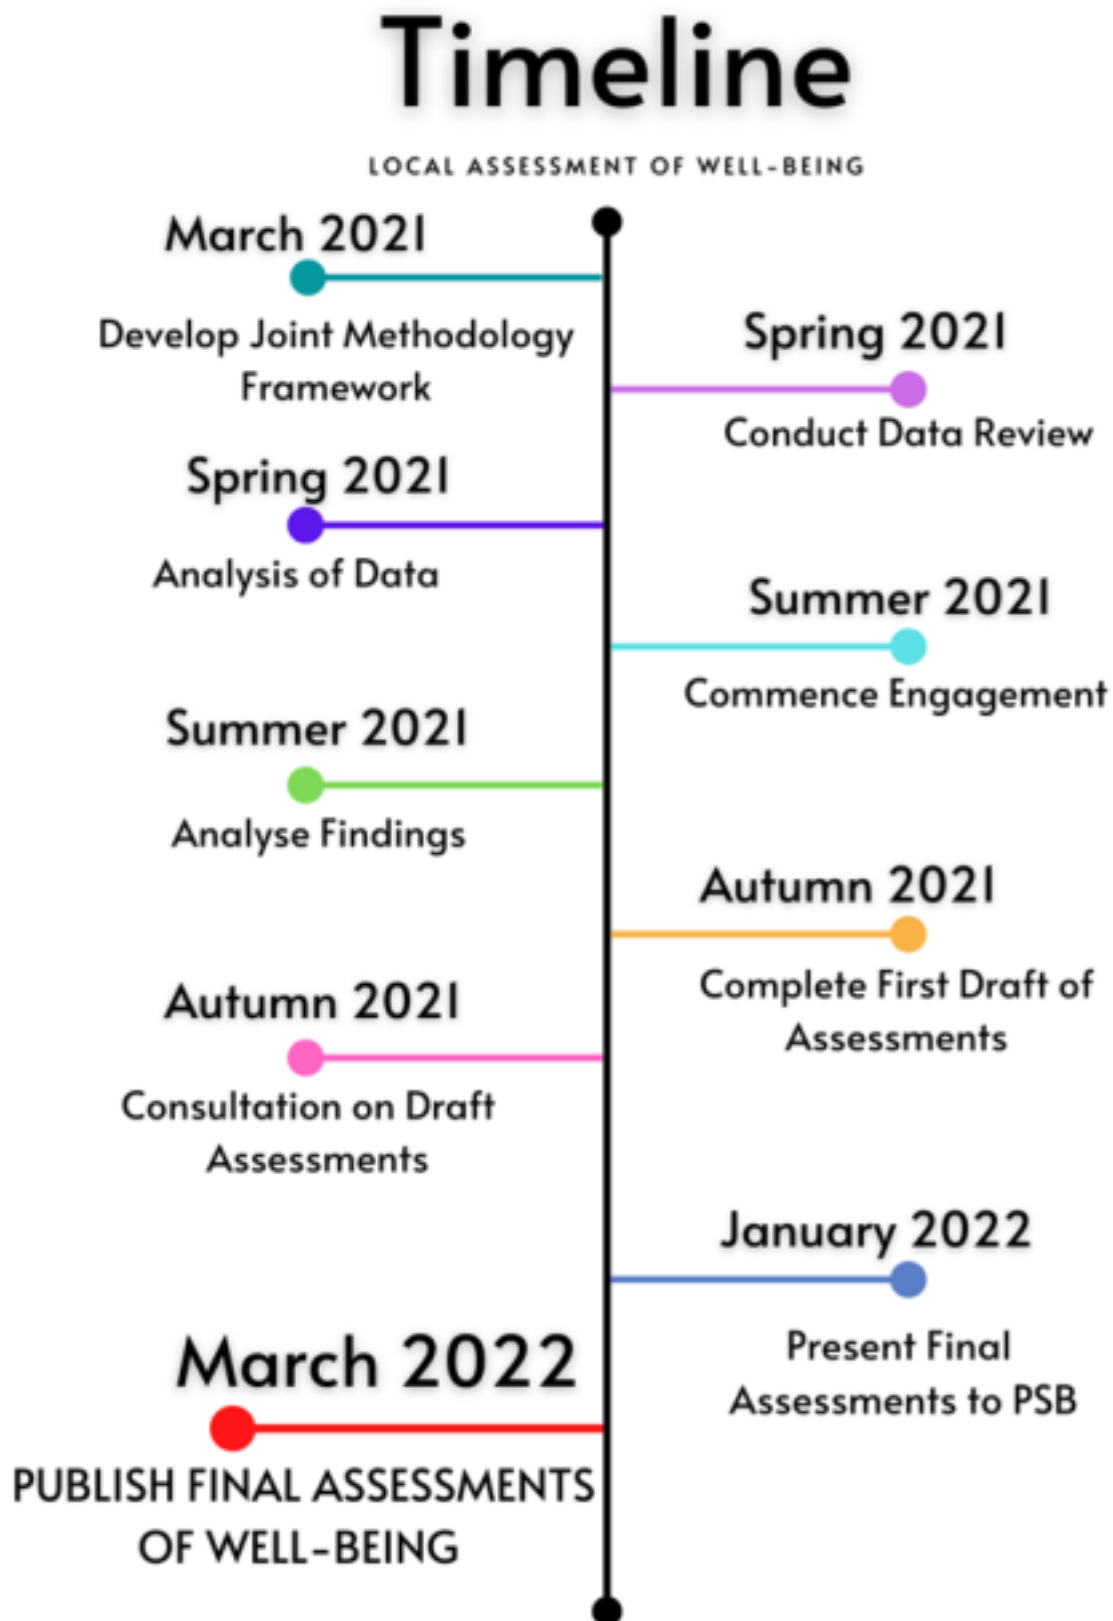 Timeline
LOCAL ASSESSMENT OF WELL-BEING
March 2021
Develop Joint Methodology
Framework
Spring 2021
Conduct Data Review
Spring 2021
Analysis of Data
Summer 2021
Commence Engagement
Summer 2021
Analyse Findings
Autumn 2021
Complete First Draft of
Assessments
Autumn 2021
Consultation on Draft
Assessments
January 2022
Present Final
Assessments to PSB
March 2022
PUBLISH FINAL ASSESSMENTS
OF WELL-BEING